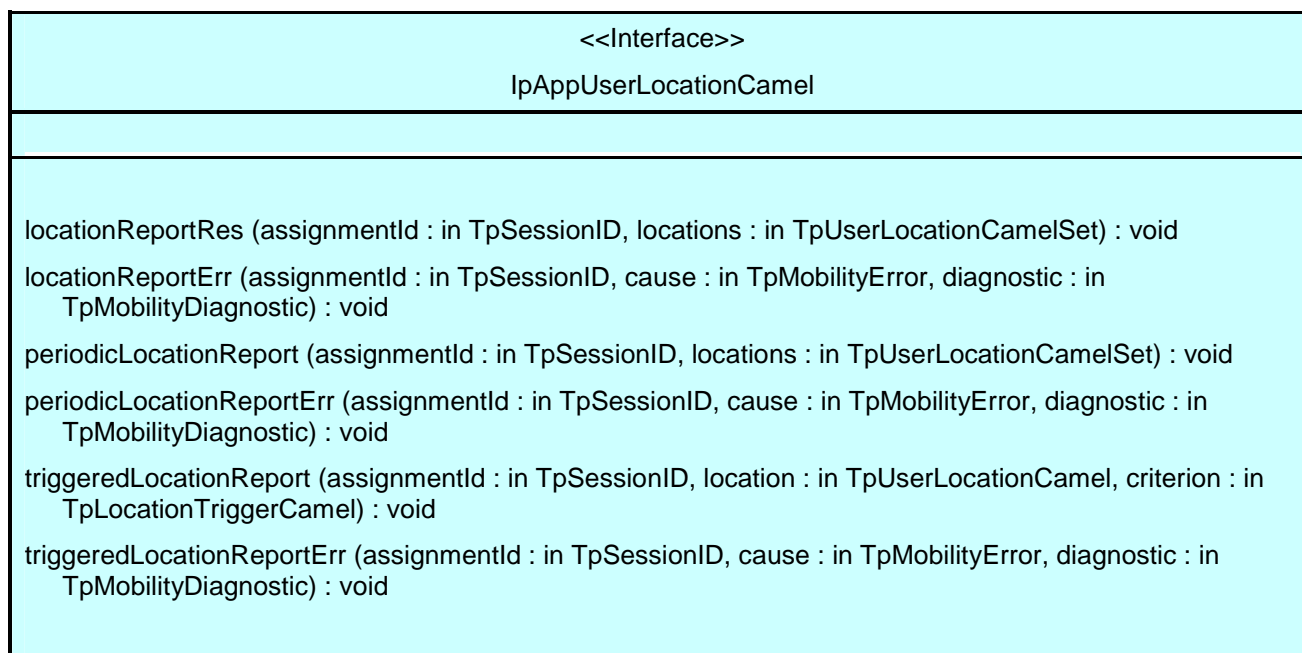 <<Interface>>
IpAppUserLocationCamel
locationReportRes (assignmentId : in TpSessionID, locations : in TpUserLocationCamelSet) : void
locationReportErr (assignmentId : in TpSessionID, cause : in TpMobilityError, diagnostic : in
TpMobilityDiagnostic) : void
periodicLocationReport (assignmentId : in TpSessionID, locations : in TpUserLocationCamelSet) : void
periodicLocationReportErr (assignmentId : in TpSessionID, cause : in TpMobilityError, diagnostic : in
TpMobilityDiagnostic) : void
triggeredLocationReport (assignmentId : in TpSessionID, location : in TpUserLocationCamel, criterion : in
TpLocationTriggerCamel) : void
triggeredLocationReportErr (assignmentId : in TpSessionID, cause : in TpMobilityError, diagnostic : in
TpMobilityDiagnostic) : void